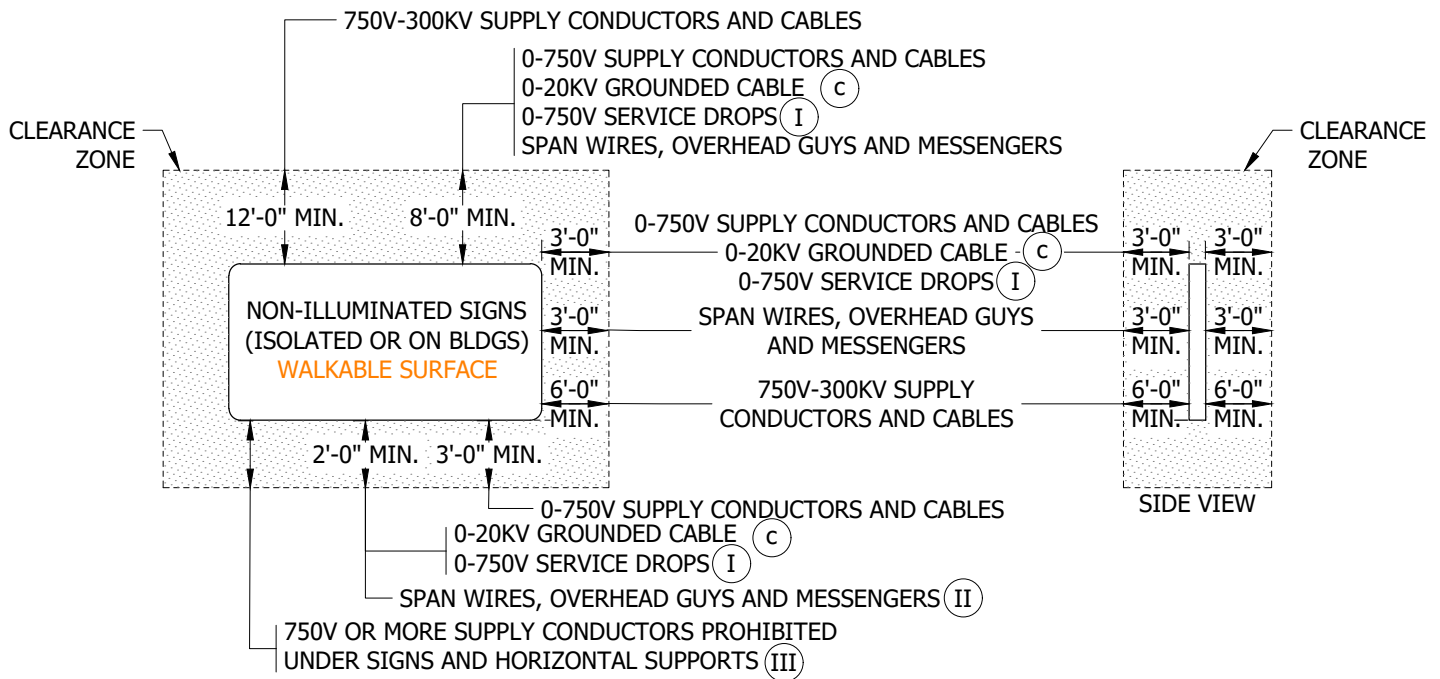 750V-300KV SUPPLY CONDUCTORS AND CABLES
0-750V SUPPLY CONDUCTORS AND CABLES
0-20KV GROUNDED CABLE C
0-750V SERVICE DROPS I
SPAN WIRES, OVERHEAD GUYS AND MESSENGERS
CLEARANCE
ZONE
CLEARANCE
ZONE
12'-0" MIN.
8'-0" MIN.
3'-0"
MIN.
0-750V SUPPLY CONDUCTORS AND CABLES
0-20KV GROUNDED CABLE C
0-750V SERVICE DROPS I
3'-0"
MIN.
3'-0"
MIN.
NON-ILLUMINATED SIGNS
(ISOLATED OR ON BLDGS)
WALKABLE SURFACE
3'-0"
MIN.
SPAN WIRES, OVERHEAD GUYS
AND MESSENGERS
3'-0"
MIN.
3'-0"
MIN.
6'-0"
MIN.
750V-300KV SUPPLY
CONDUCTORS AND CABLES
6'-0"
MIN.
6'-0"
MIN.
2'-0" MIN.
3'-0" MIN.
SIDE VIEW
0-750V SUPPLY CONDUCTORS AND CABLES
0-20KV GROUNDED CABLE C
0-750V SERVICE DROPS I
SPAN WIRES, OVERHEAD GUYS AND MESSENGERS II
750V OR MORE SUPPLY CONDUCTORS PROHIBITED
UNDER SIGNS AND HORIZONTAL SUPPORTS III